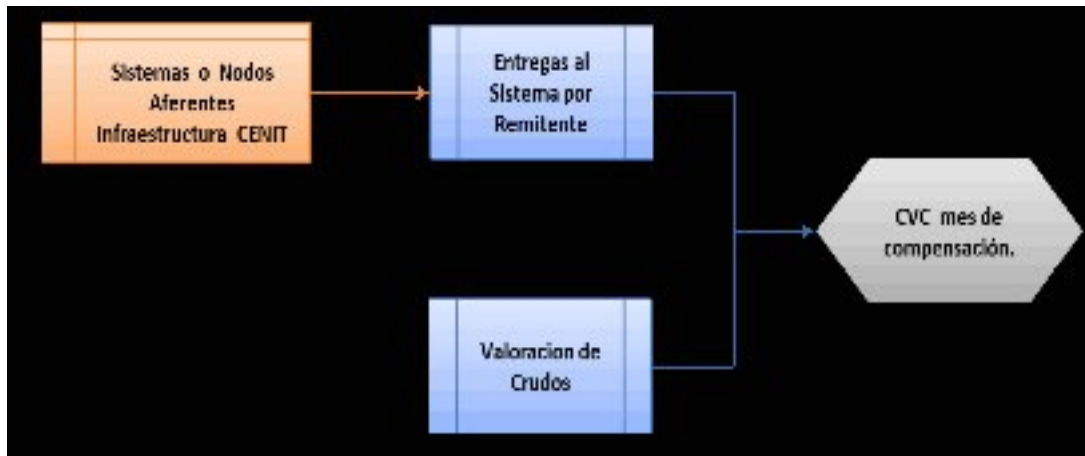 Sistemas o Nodos
Aferentes
Infraestructura CENIT
Entregas al
Sistema por
Remitente
CVC mes de
compensación.
Valoracion de
Crudos